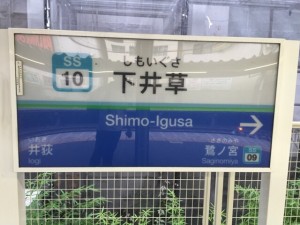 しもいぐさ
SS
10
下井草
Shimo-Igusa
いおぎ
井荻
Iogi
さぎのみや
鷺ノ宮
Saginomiya
SS
09